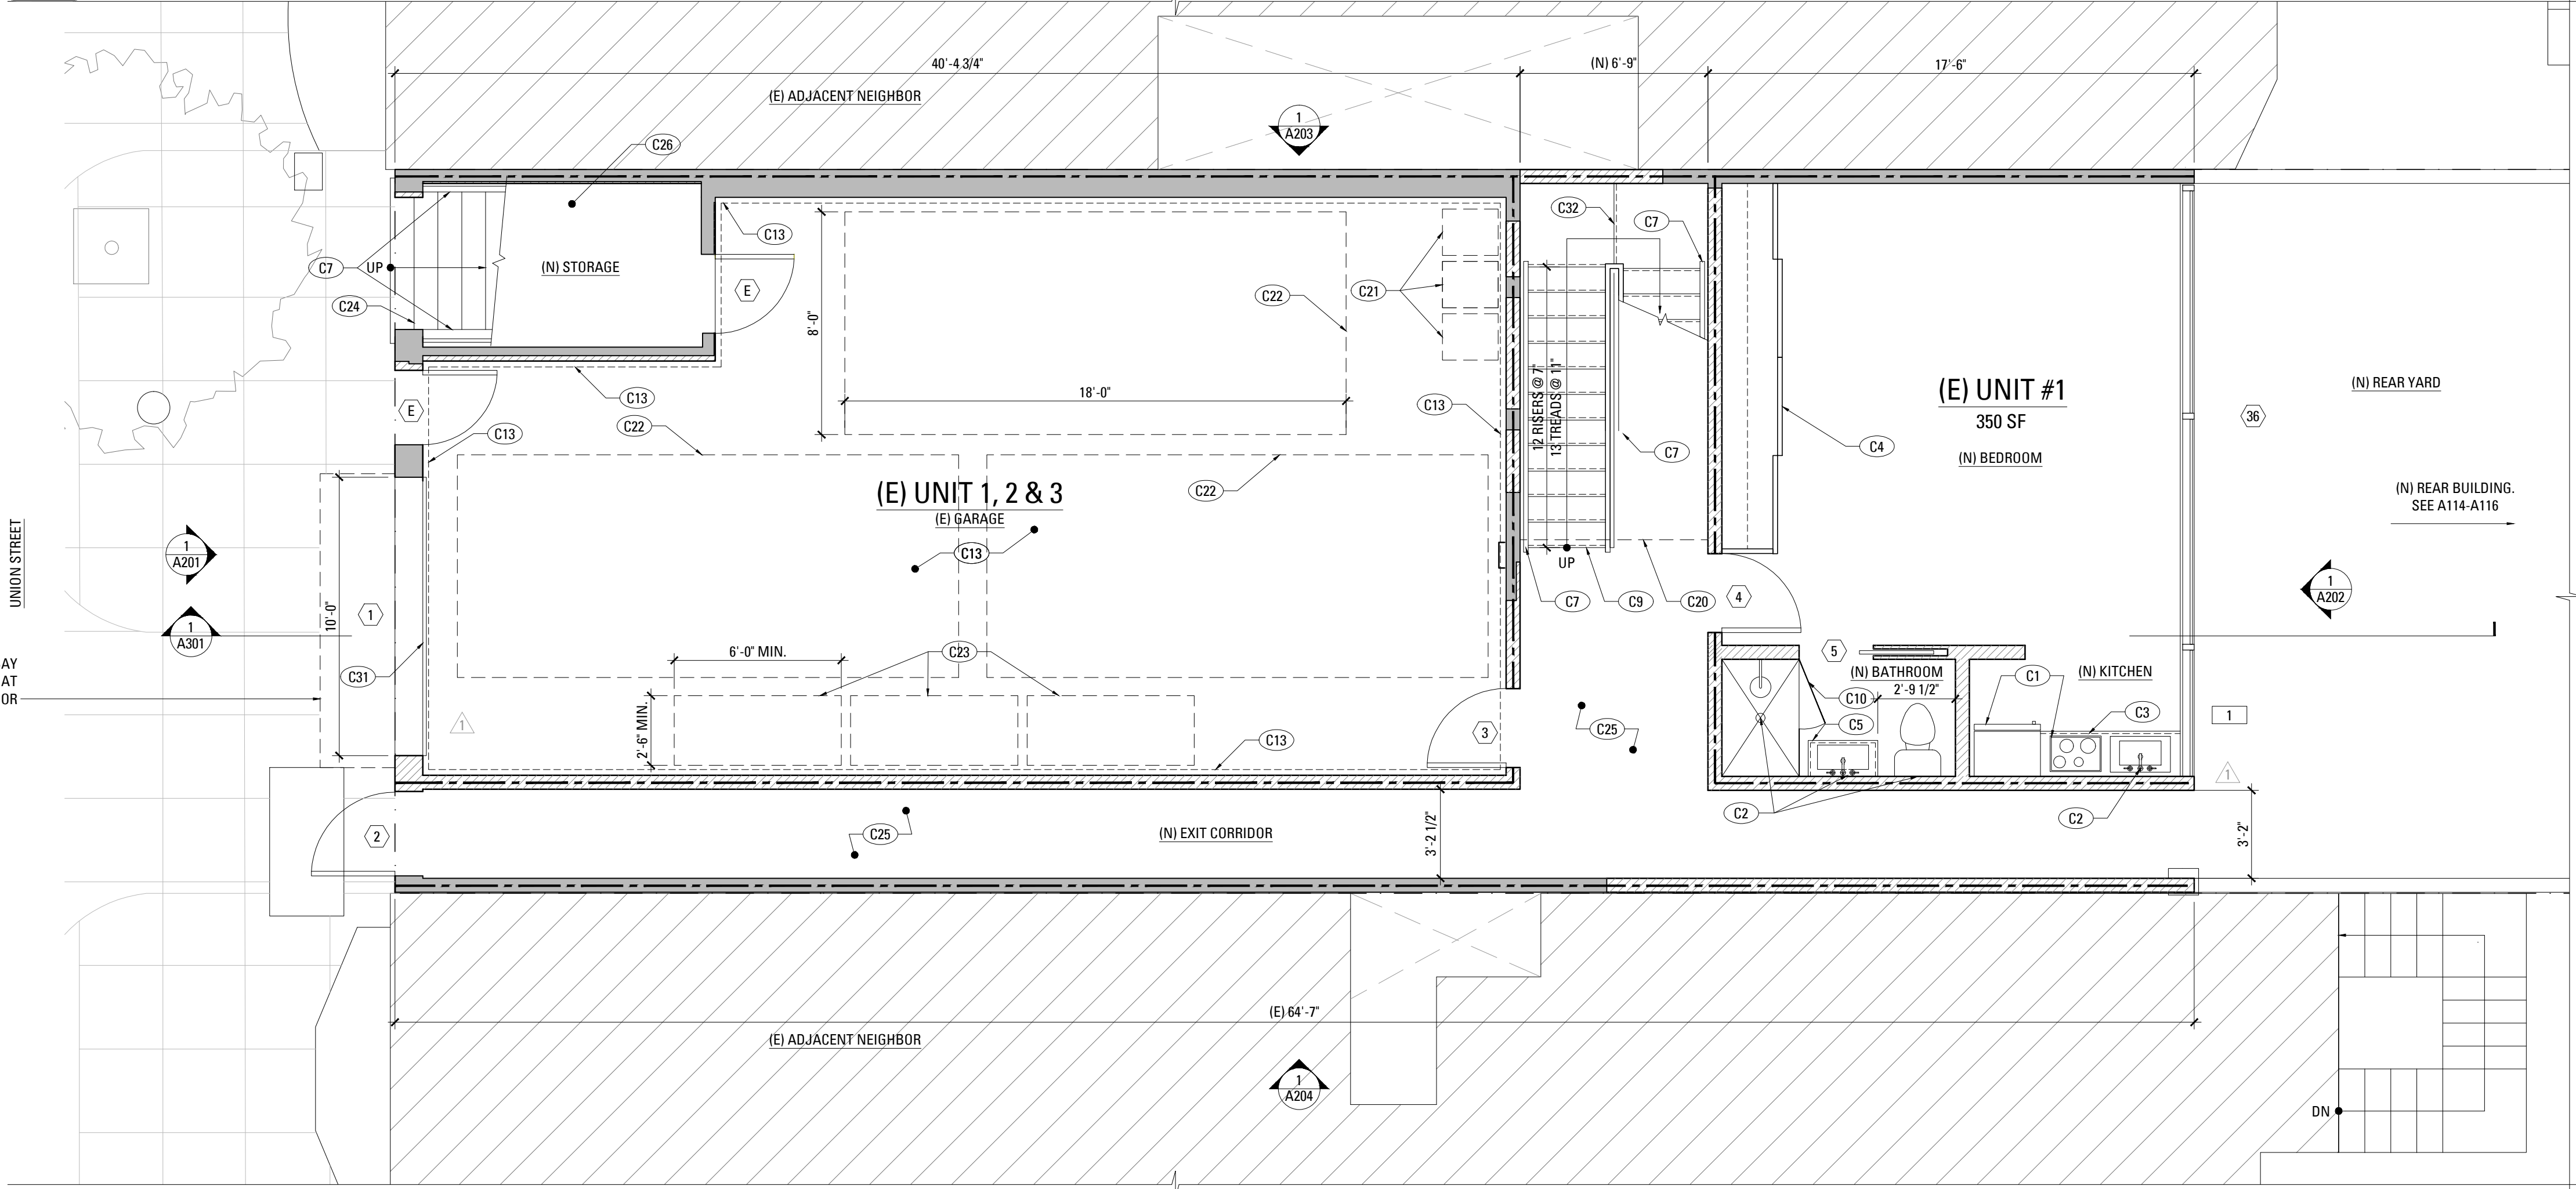 40'-4 3/4"
(N) 6'-9"
17'-6"
(E) ADJACENT NEIGHBOR
1
A203
C26
C32
C7
C13
(N) STORAGE
C7
UP
C24
E
8'-0"
C22
C21
18'-0"
C13
C22
C13
E
C13
12 RISERS @ 7"
13 TREADS @ 11"
C7
C4
(E) UNIT #1
350 SF
(N) BEDROOM
(N) REAR YARD
36
(N) REAR BUILDING.
SEE A114-A116
C22
(E) UNIT 1, 2 & 3
(E) GARAGE
C13
UNION STREET
1
A201
1
A301
10'-0"
1
C31
AY
AT
OR
UP
C7
C9
C20
4
1
A202
6'-0" MIN.
C23
2'-6" MIN.
1
C13
3
C25
5
(N) BATHROOM
2'-9 1/2"
C10
C5
C1
(N) KITCHEN
C3
1
1
C2
C2
2
C25
(N) EXIT CORRIDOR
3'-2 1/2"
3'-2"
(E) 64'-7"
(E) ADJACENT NEIGHBOR
1
A204
DN